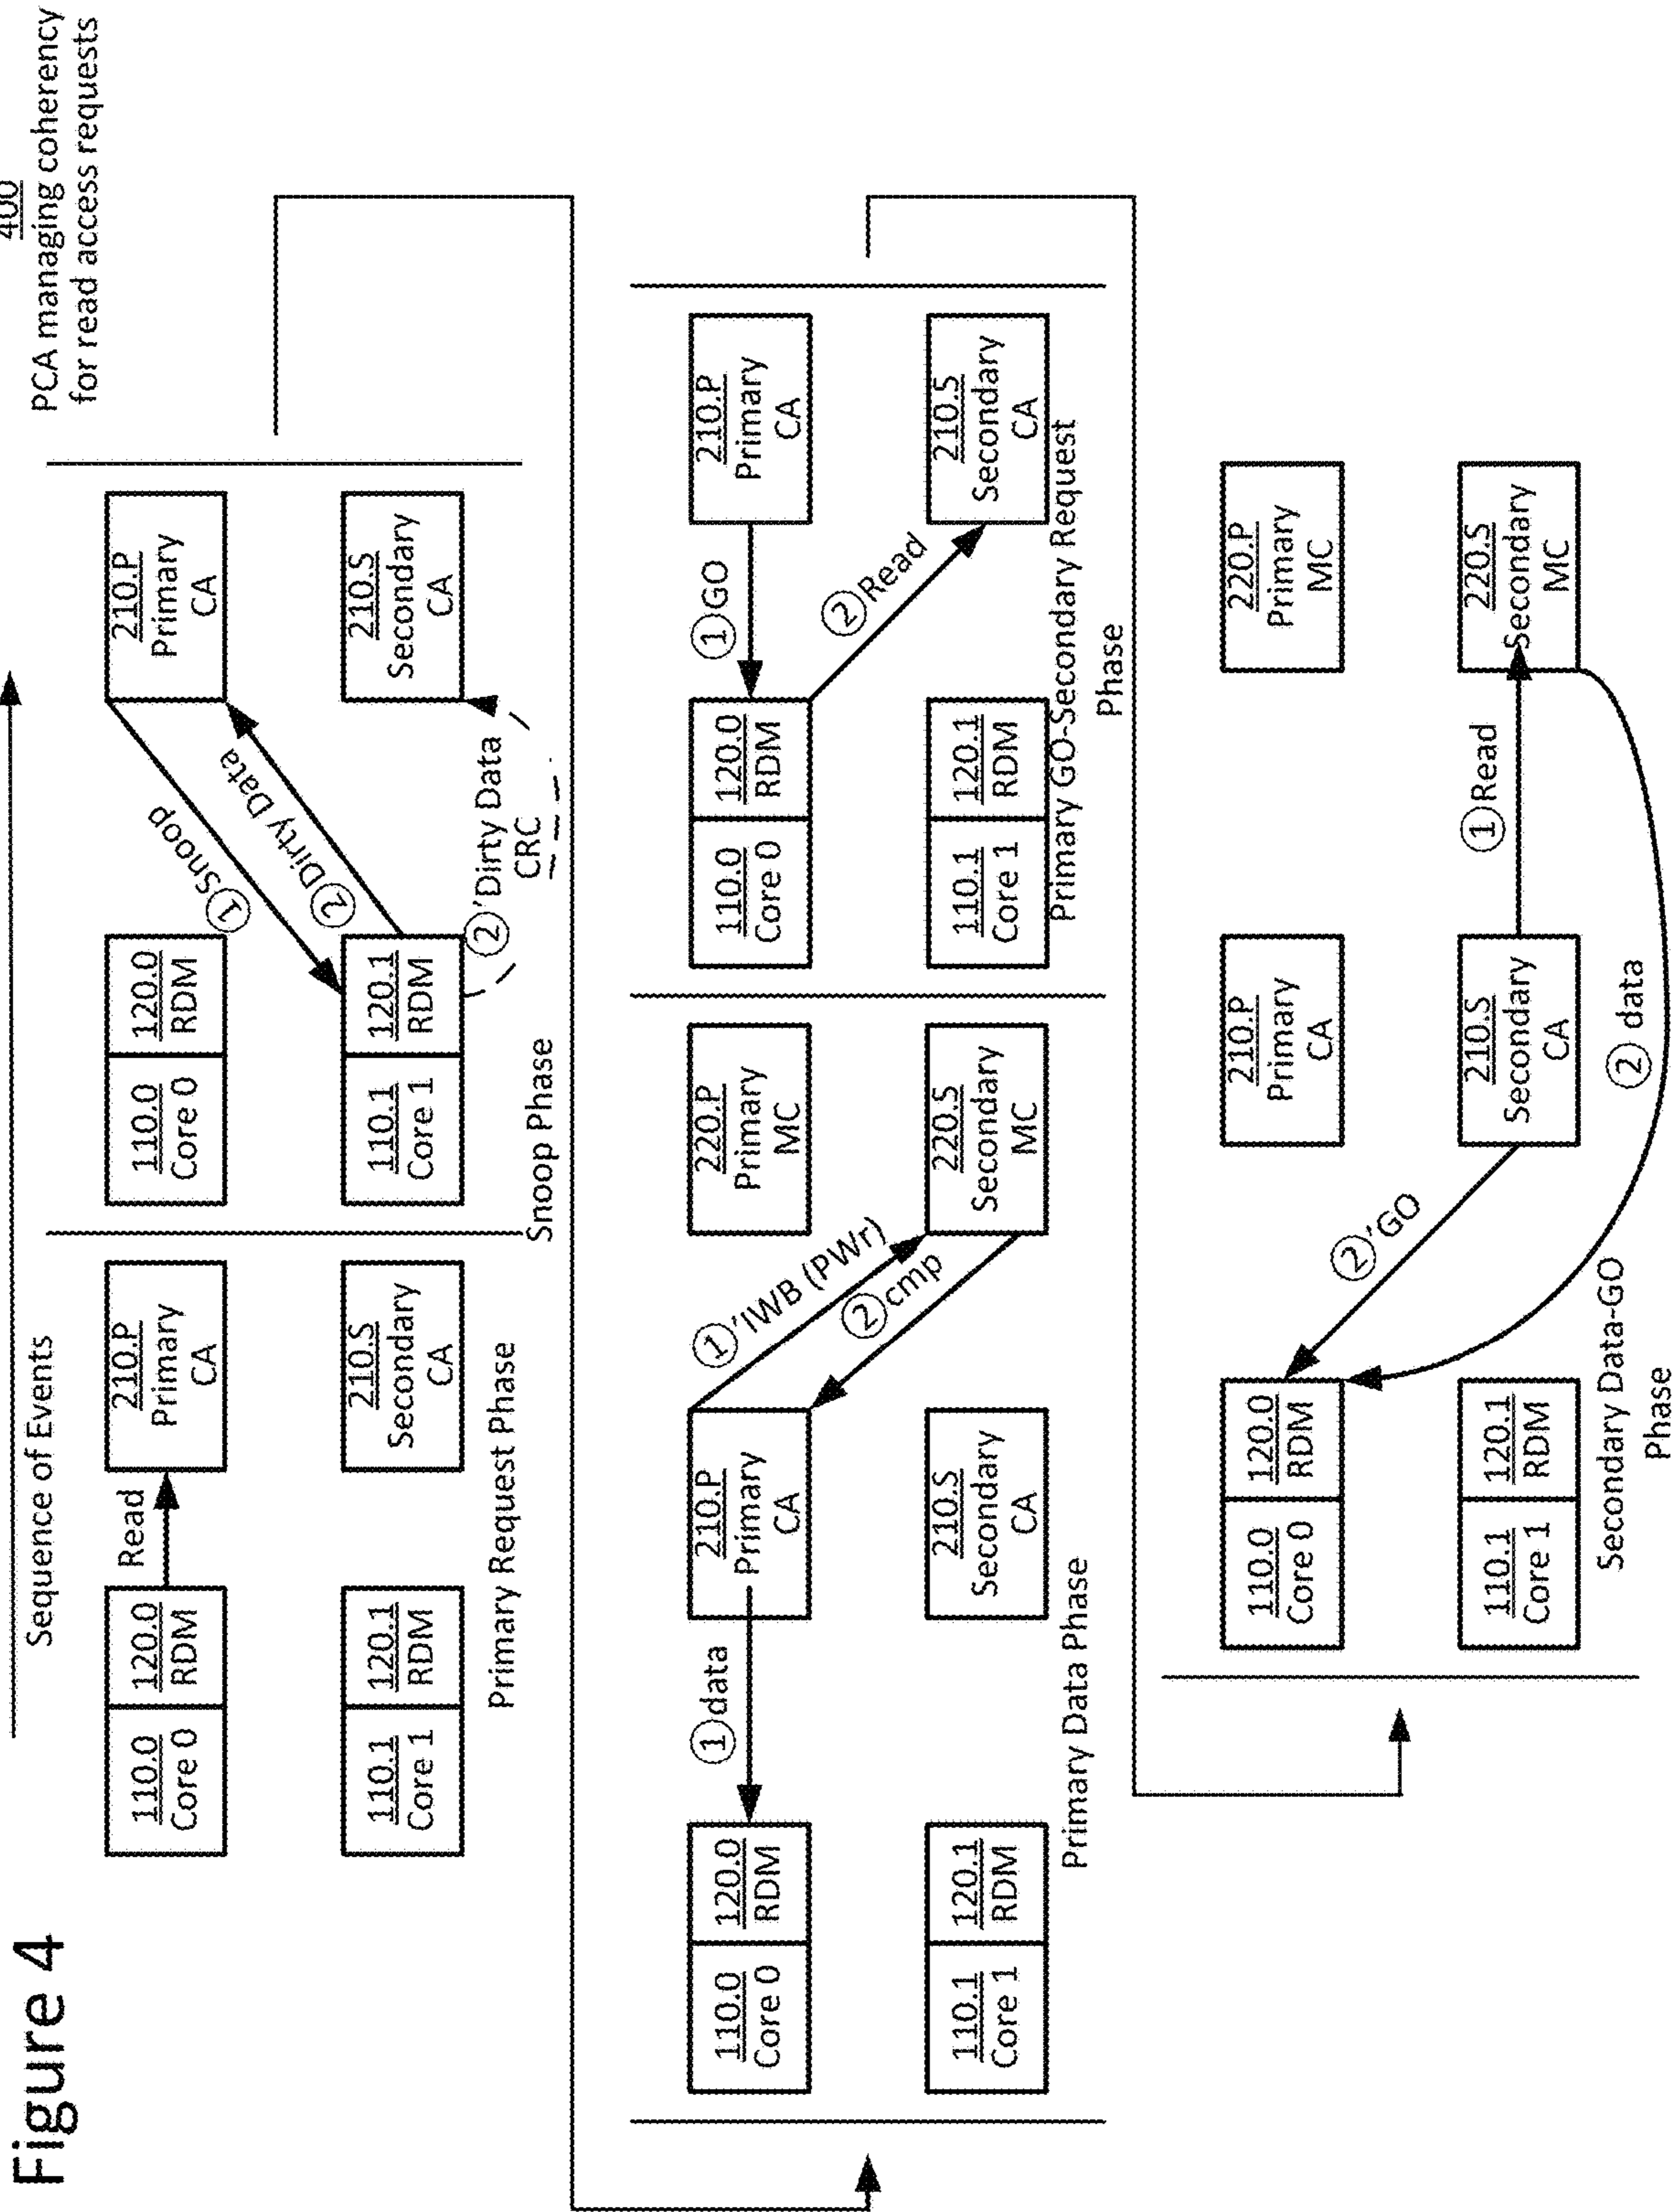 Figure 4
400
PCA managing coherency
for read access requests
Sequence of Events
110.0
Core 0
120.0
RDM
Read
210.P
Primary
CA
110.1
Core 1
120.1
RDM
210.S
Secondary
CA
Primary Request Phase
110.0
Core 0
120.0
RDM
1 Snoop
2 Dirty Data
210.P
Primary
CA
110.1
Core 1
120.1
RDM
2 'Dirty Data
CRC
210.S
Secondary
CA
Snoop Phase
110.0
Core 0
120.0
RDM
1 data
210.P
Primary
CA
1 'IWB (PWr)
2 cmp
220.P
Primary
MC
110.1
Core 1
120.1
RDM
210.S
Secondary
CA
220.S
Secondary
MC
Primary Data Phase
110.0
Core 0
120.0
RDM
1 GO
2 Read
210.P
Primary
CA
110.1
Core 1
120.1
RDM
210.S
Secondary
CA
Primary GO-Secondary Request
Phase
110.0
Core 0
120.0
RDM
2 'GO
210.P
Primary
CA
220.P
Primary
MC
110.1
Core 1
120.1
RDM
210.S
Secondary
CA
1 Read
220.S
Secondary
MC
2 data
Secondary Data-GO
Phase